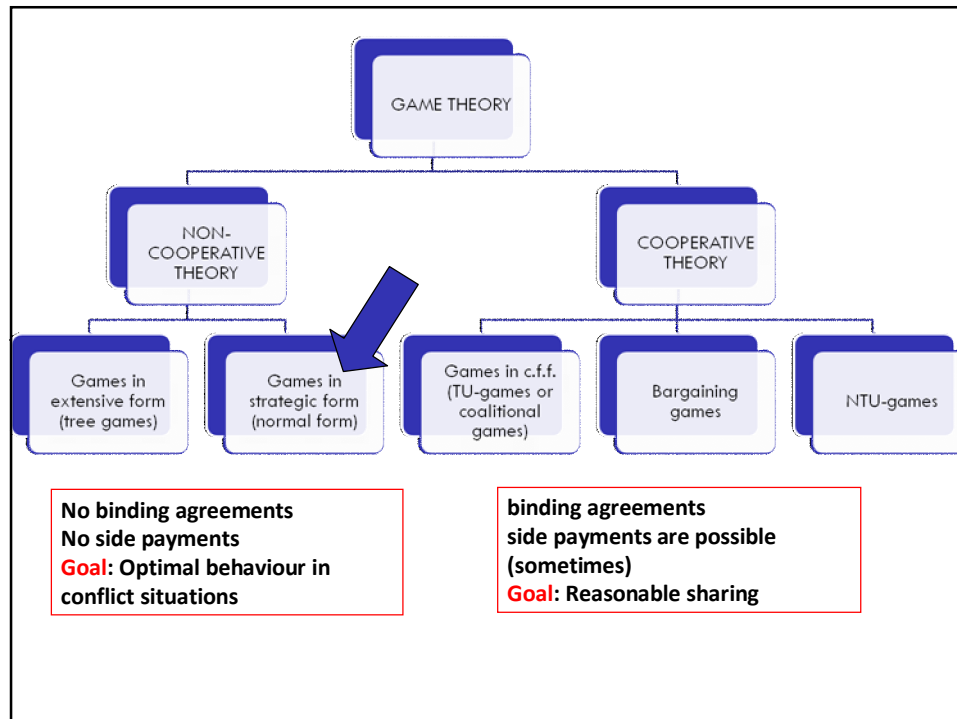 GAME THEORY
NON-
COOPERATIVE
THEORY
COOPERATIVE
THEORY
Games in
extensive form
(tree games)
Games in
strategic form
(normal form)
Games in c.f.f.
(TU-games or
coalitional
games)
Bargaining
games
NTU-games
No binding agreements
No side payments
Goal: Optimal behaviour in
conflict situations
binding agreements
side payments are possible
(sometimes)
Goal: Reasonable sharing